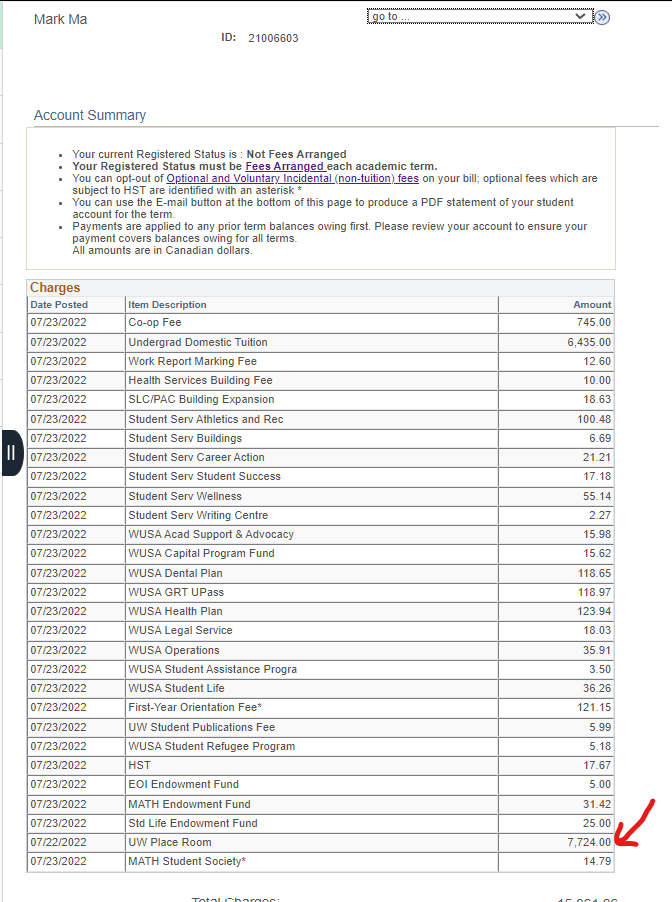 Mark Ma
go to ...
ID: 21006603
Account Summary
Your current Registered Status is : Not Fees Arranged
Your Registered Status must be Fees Arranged each academic term.
You can opt-out of Optional and Voluntary Incidental (non-tuition) fees on your bill; optional fees which are
subject to HST are identified with an asterisk *
You can use the E-mail button at the bottom of this page to produce a PDF statement of your student
account for the term.
Payments are applied to any prior term balances owing first. Please review your account to ensure your
payment covers balances owing for all terms.
All amounts are in Canadian dollars.
Charges
Date Posted Item Description Amount
07/23/2022 Co-op Fee 745.00
07/23/2022 Undergrad Domestic Tuition 6,435.00
07/23/2022 Work Report Marking Fee 12.60
07/23/2022 Health Services Building Fee 10.00
07/23/2022 SLC/PAC Building Expansion 18.63
07/23/2022 Student Serv Athletics and Rec 100.48
07/23/2022 Student Serv Buildings 6.69
07/23/2022 Student Serv Career Action 21.21
07/23/2022 Student Serv Student Success 17.18
07/23/2022 Student Serv Wellness 55.14
07/23/2022 Student Serv Writing Centre 2.27
07/23/2022 WUSA Acad Support & Advocacy 15.98
07/23/2022 WUSA Capital Program Fund 15.62
07/23/2022 WUSA Dental Plan 118.65
07/23/2022 WUSA GRT UPass 118.97
07/23/2022 WUSA Health Plan 123.94
07/23/2022 WUSA Legal Service 18.03
07/23/2022 WUSA Operations 35.91
07/23/2022 WUSA Student Assistance Progra 3.50
07/23/2022 WUSA Student Life 36.26
07/23/2022 First-Year Orientation Fee* 121.15
07/23/2022 UW Student Publications Fee 5.99
07/23/2022 WUSA Student Refugee Program 5.18
07/23/2022 HST 17.67
07/23/2022 EOI Endowment Fund 5.00
07/23/2022 MATH Endowment Fund 31.42
07/23/2022 Std Life Endowment Fund 25.00
07/22/2022 UW Place Room 7,724.00
07/23/2022 MATH Student Society* 14.79
Total Charges: